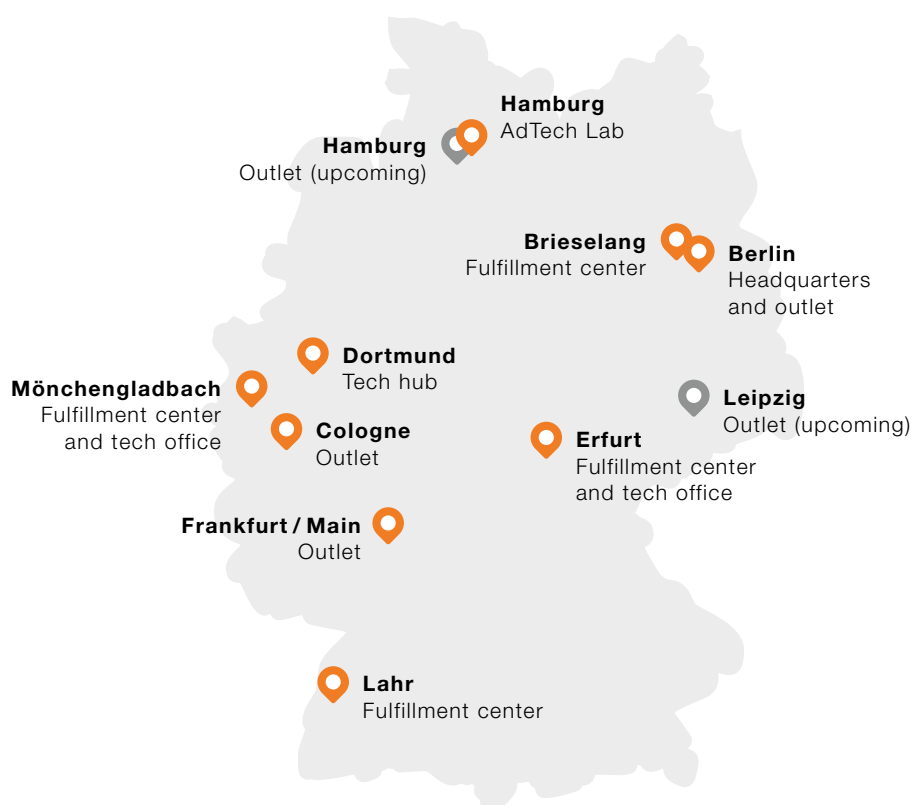 Hamburg
AdTech Lab
Hamburg
Outlet (upcoming)
Brieselang
Fulfillment center
Berlin
Headquarters
and outlet
Dortmund
Tech hub
Mönchengladbach
Fulfillment center
and tech office
Leipzig
Outlet (upcoming)
Cologne
Outlet
Erfurt
Fulfillment center
and tech office
Frankfurt / Main
Outlet
Lahr
Fulfillment center